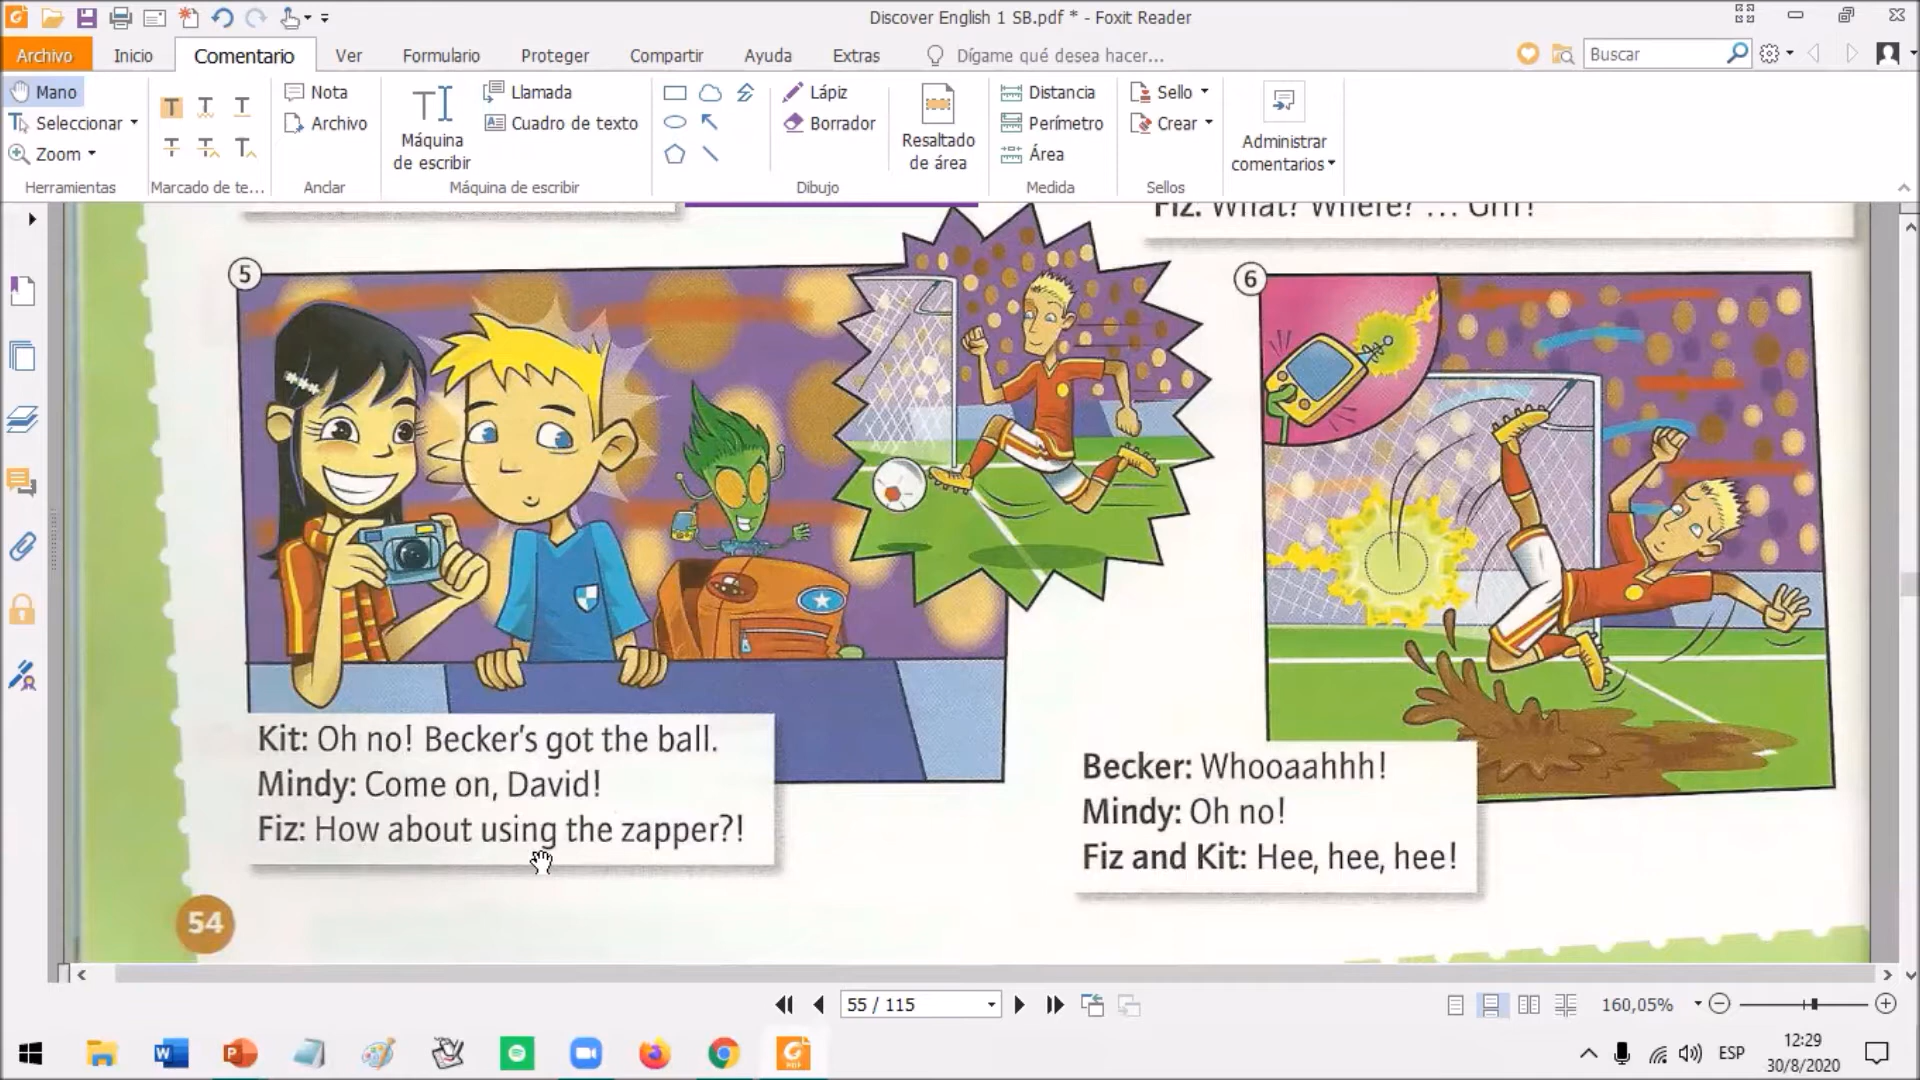 Discover English 1 SB.pdf * - Foxit Reader
Archivo Inicio Comentario Ver Formulario Proteger Compartir Ayuda Extras Dígame qué desea hacer... Buscar
Mano
Seleccionar
Zoom
Herramientas
Marcado de te...
Nota
Archivo
Anclar
Máquina
de escribir
Llamada
Cuadro de texto
Máquina de escribir
Lápiz
Borrador
Dibujo
Resaltado
de área
Distancia
Perímetro
Área
Medida
Sello
Crear
Sellos
Administrar
comentarios
Fiz: What? Where? ... Grrr!
5
Kit: Oh no! Becker's got the ball.
Mindy: Come on, David!
Fiz: How about using the zapper?!
6
Becker: Whooaahhh!
Mindy: Oh no!
Fiz and Kit: Hee, hee, hee!
54
55 / 115
160,05%
ESP
12:29
30/8/2020